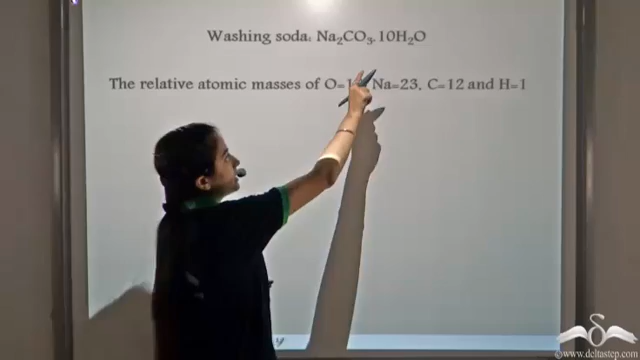 Washing soda: Na₂CO₃.10H₂O
The relative atomic masses of O=1 Na=23, C=12 and H=1
©www.deltastep.com